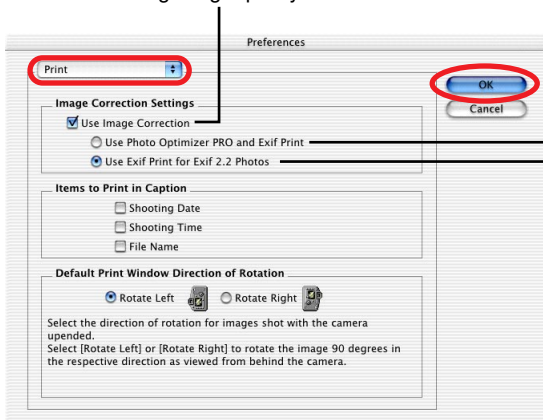 Preferences
Print
OK
Cancel
Image Correction Settings
Use Image Correction
Use Photo Optimizer PRO and Exif Print
Use Exif Print for Exif 2.2 Photos
Items to Print in Caption
Shooting Date
Shooting Time
File Name
Default Print Window Direction of Rotation
Rotate Left
Rotate Right
Select the direction of rotation for images shot with the camera
upended.
Select [Rotate Left] or [Rotate Right] to rotate the image 90 degrees in
the respective direction as viewed from behind the camera.